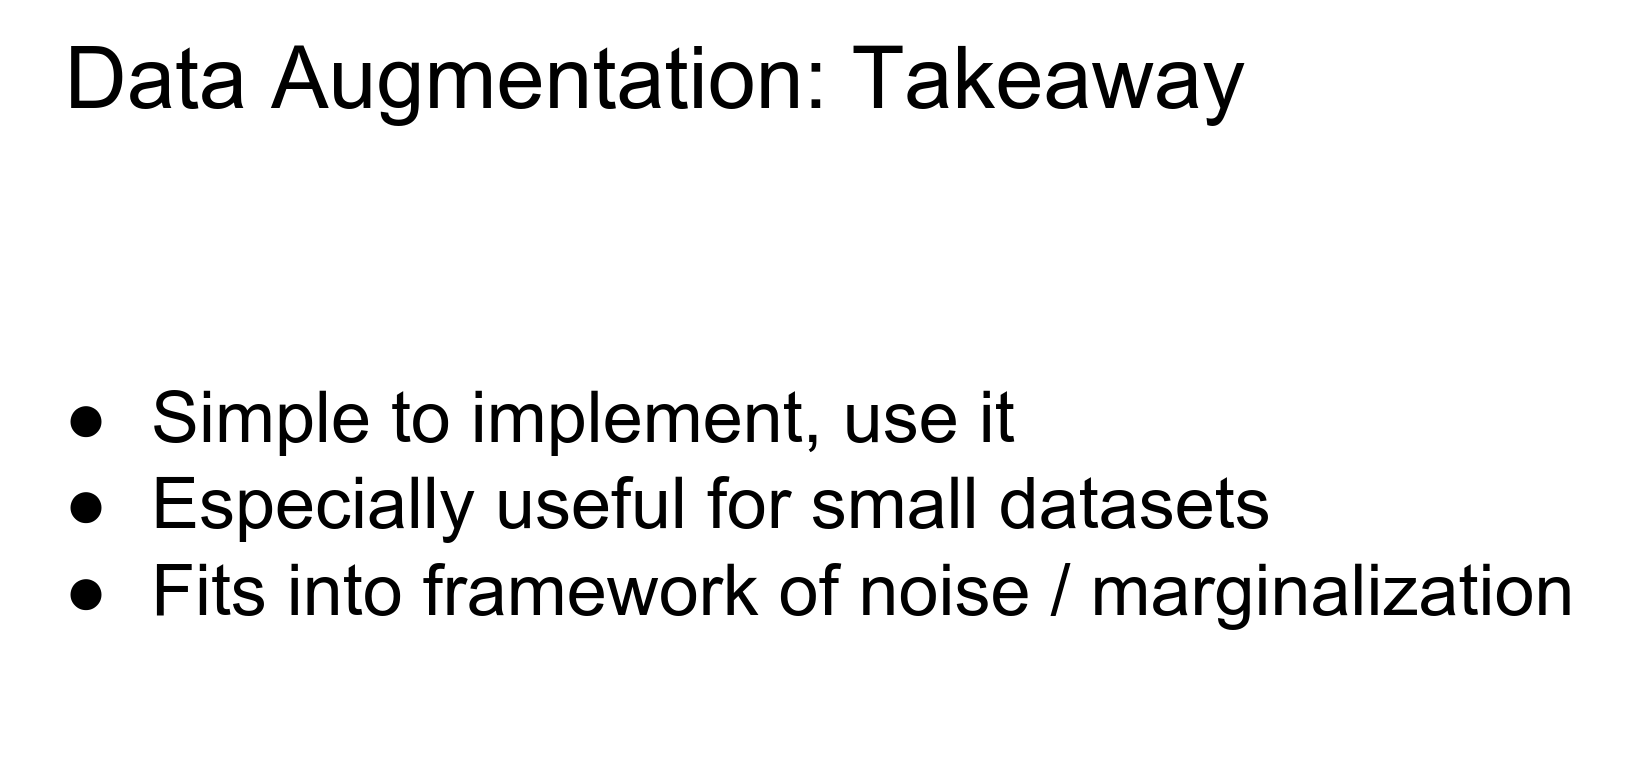 Data Augmentation: Takeaway
● Simple to implement, use it
● Especially useful for small datasets
● Fits into framework of noise / marginalization